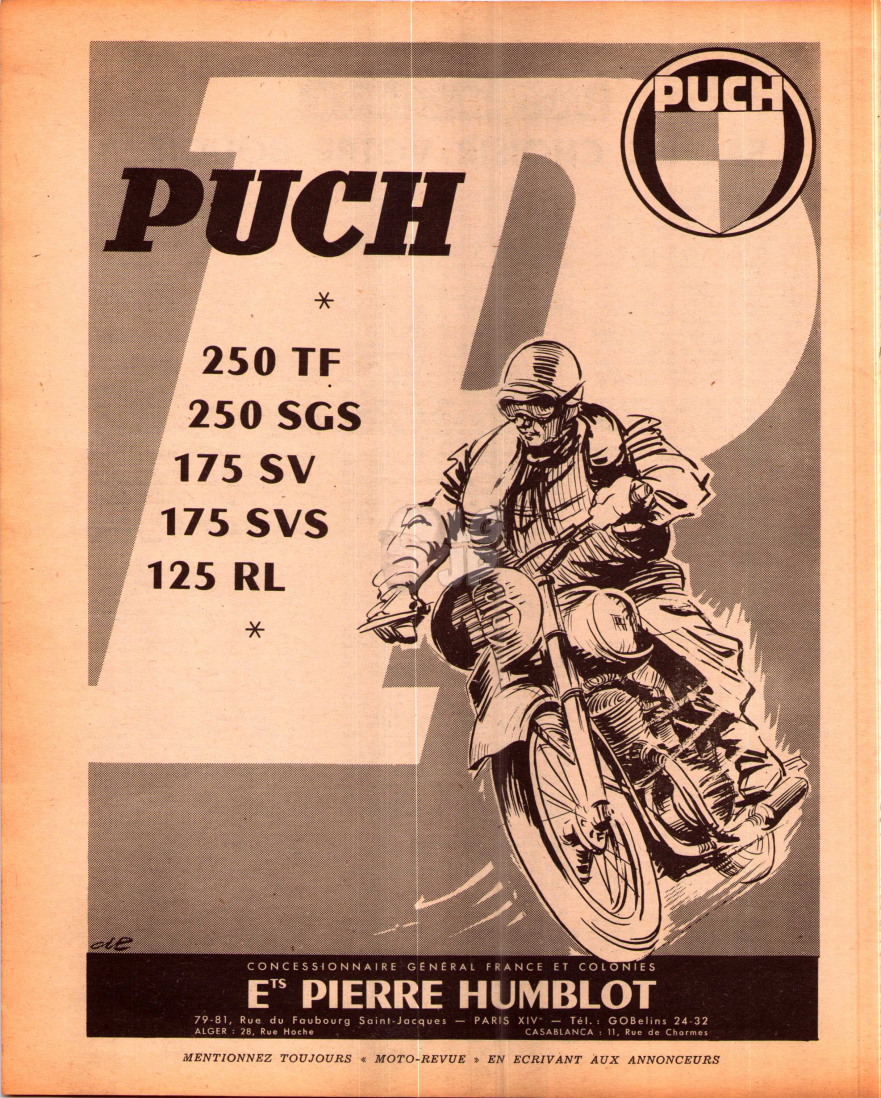 PUCH
PUCH
*
250 TF
250 SGS
175 SV
175 SVS
125 RL
*
CONCESSIONNAIRE GÉNÉRAL FRANCE ET COLONIES
ETS PIERRE HUMBLOT
79-81, Rue du Faubourg Saint-Jacques — PARIS XIVᵉ — Tél. : GOBelins 24-32
ALGER : 28, Rue Hoche CASABLANCA : 11, Rue de Charmes
MENTIONNEZ TOUJOURS « MOTO-REVUE » EN ECRIVANT AUX ANNONCEURS